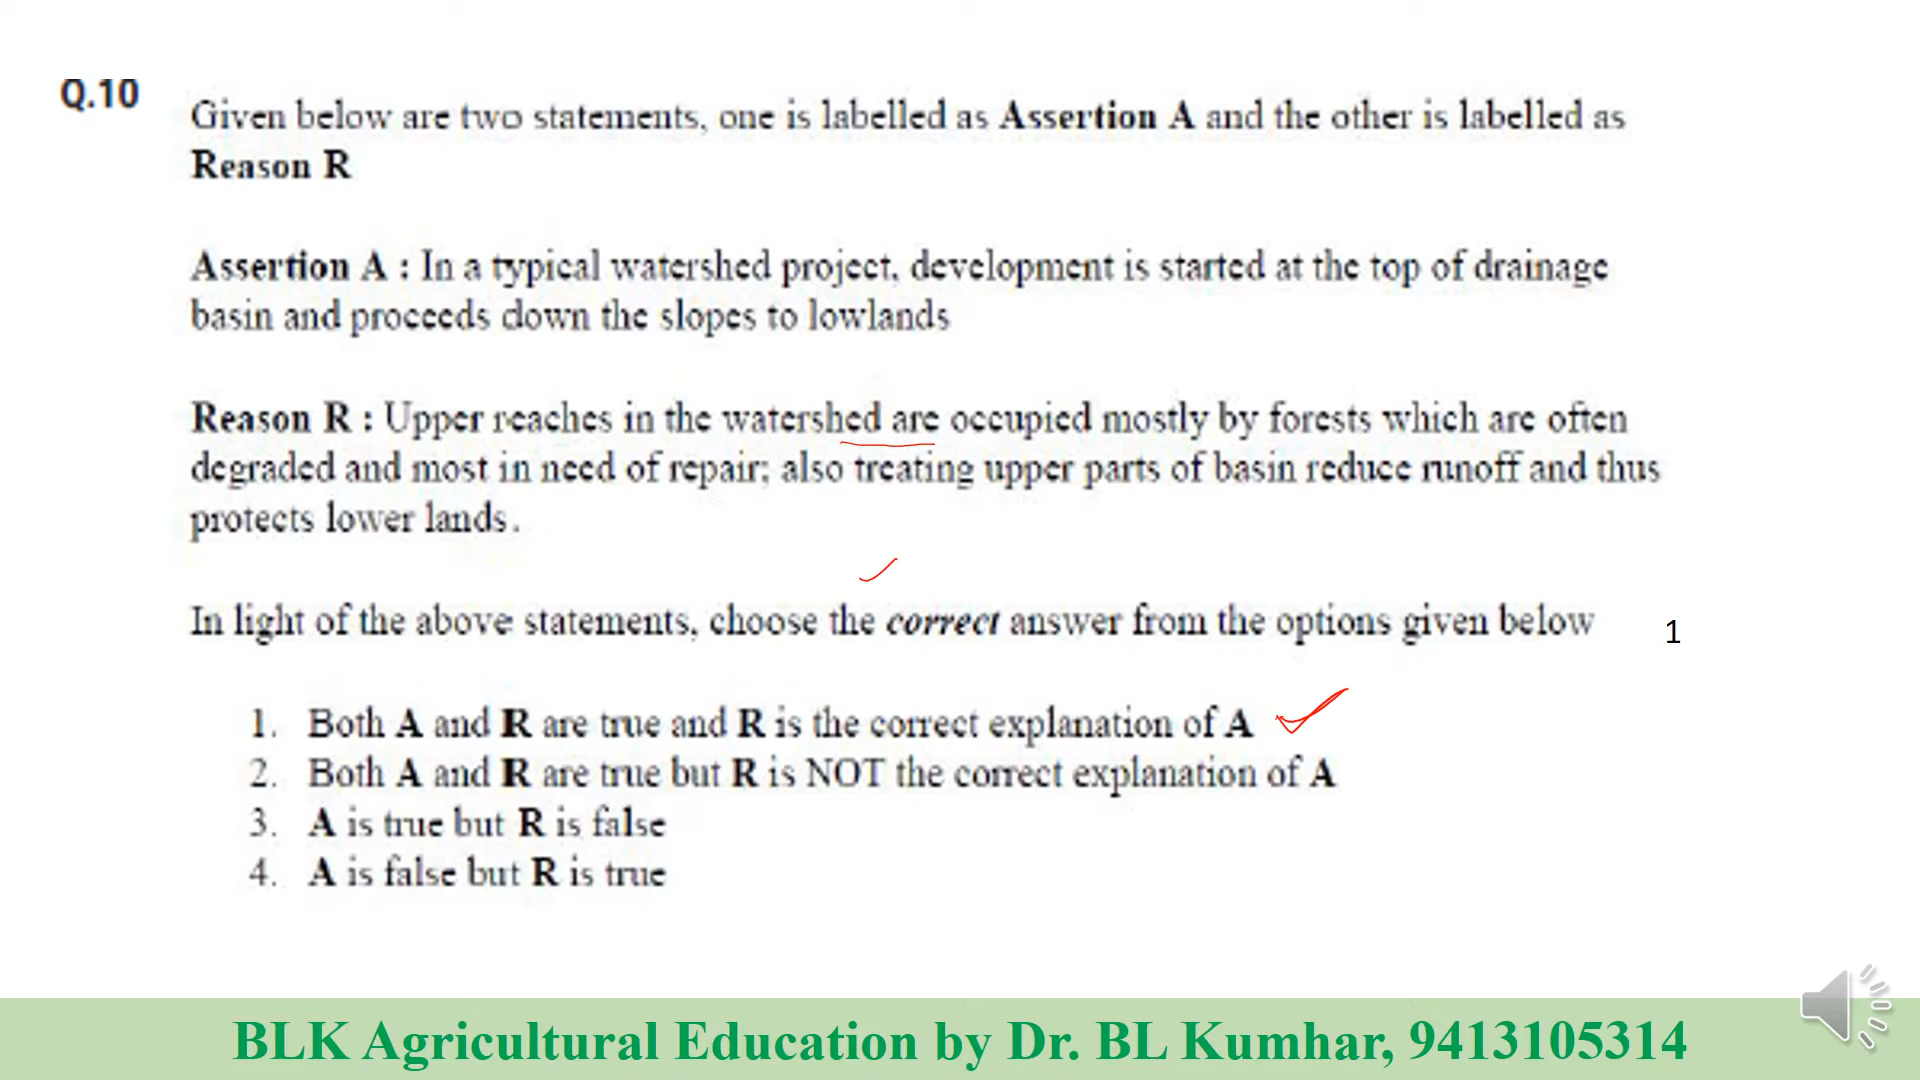 Q.10
Given below are two statements, one is labelled as Assertion A and the other is labelled as
Reason R
Assertion A : In a typical watershed project, development is started at the top of drainage
basin and proceeds down the slopes to lowlands
Reason R : Upper reaches in the watershed are occupied mostly by forests which are often
degraded and most in need of repair; also treating upper parts of basin reduce runoff and thus
protects lower lands.
In light of the above statements, choose the correct answer from the options given below
1
1. Both A and R are true and R is the correct explanation of A
2. Both A and R are true but R is NOT the correct explanation of A
3. A is true but R is false
4. A is false but R is true
BLK Agricultural Education by Dr. BL Kumhar, 9413105314